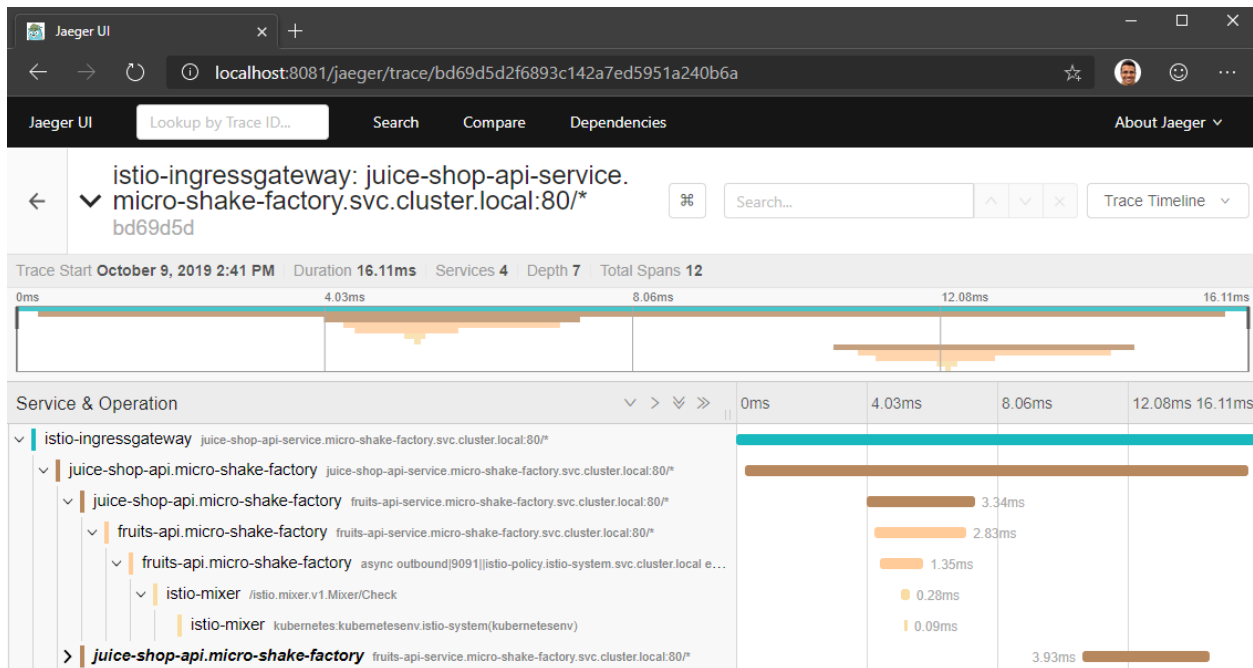 Jaeger UI
localhost:8081/jaeger/trace/bd69d5d2f6893c142a7ed5951a240b6a
Jaeger UI Lookup by Trace ID... Search Compare Dependencies About Jaeger
istio-ingressgateway: juice-shop-api-service.
micro-shake-factory.svc.cluster.local:80/*
bd69d5d
Search... Trace Timeline
Trace Start October 9, 2019 2:41 PM Duration 16.11ms Services 4 Depth 7 Total Spans 12
0ms 4.03ms 8.06ms 12.08ms 16.11ms
Service & Operation 0ms 4.03ms 8.06ms 12.08ms 16.11ms
istio-ingressgateway juice-shop-api-service.micro-shake-factory.svc.cluster.local:80/*
juice-shop-api.micro-shake-factory juice-shop-api-service.micro-shake-factory.svc.cluster.local:80/*
juice-shop-api.micro-shake-factory fruits-api-service.micro-shake-factory.svc.cluster.local:80/* 3.34ms
fruits-api.micro-shake-factory fruits-api-service.micro-shake-factory.svc.cluster.local:80/* 2.83ms
fruits-api.micro-shake-factory async outbound|9091||istio-policy.istio-system.svc.cluster.local e... 1.35ms
istio-mixer /istio.mixer.v1.Mixer/Check 0.28ms
istio-mixer kubernetes:kubernetesenv.istio-system(kubernetesenv) 0.09ms
juice-shop-api.micro-shake-factory fruits-api-service.micro-shake-factory.svc.cluster.local:80/* 3.93ms